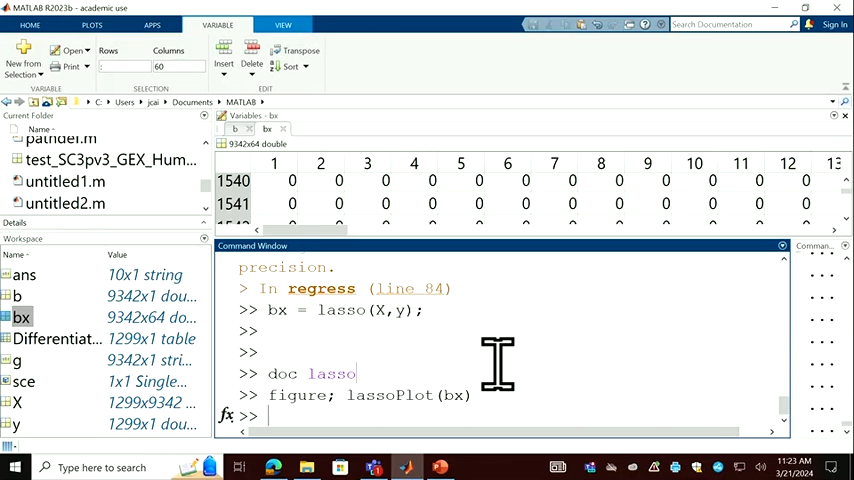 MATLAB R2023b - academic use
HOME PLOTS APPS VARIABLE VIEW Search Documentation Sign In
New from Selection Open Print Rows Columns Insert Delete Transpose Sort
: 60
VARIABLE SELECTION EDIT
C: Users jcai Documents MATLAB
Current Folder
Name
pathdef.m
test_SC3pv3_GEX_Hum...
untitled1.m
untitled2.m
Details
Workspace
Name Value
ans 10x1 string
b 9342x1 dou...
bx 9342x64 do...
Differentiat... 1299x1 table
g 9342x1 stri...
sce 1x1 Single...
X 1299x9342 ...
y 1299x1 dou...
Variables - bx
b bx
9342x64 double
1 2 3 4 5 6 7 8 9 10 11 12 13
1540 0 0 0 0 0 0 0 0 0 0 0 0
1541 0 0 0 0 0 0 0 0 0 0 0 0
Command Window
precision.
> In regress (line 84)
>> bx = lasso(X,y);
>>
>>
>> doc lasso
>> figure; lassoPlot(bx)
fx >>
Comman...
Type here to search
11:23 AM
3/21/2024